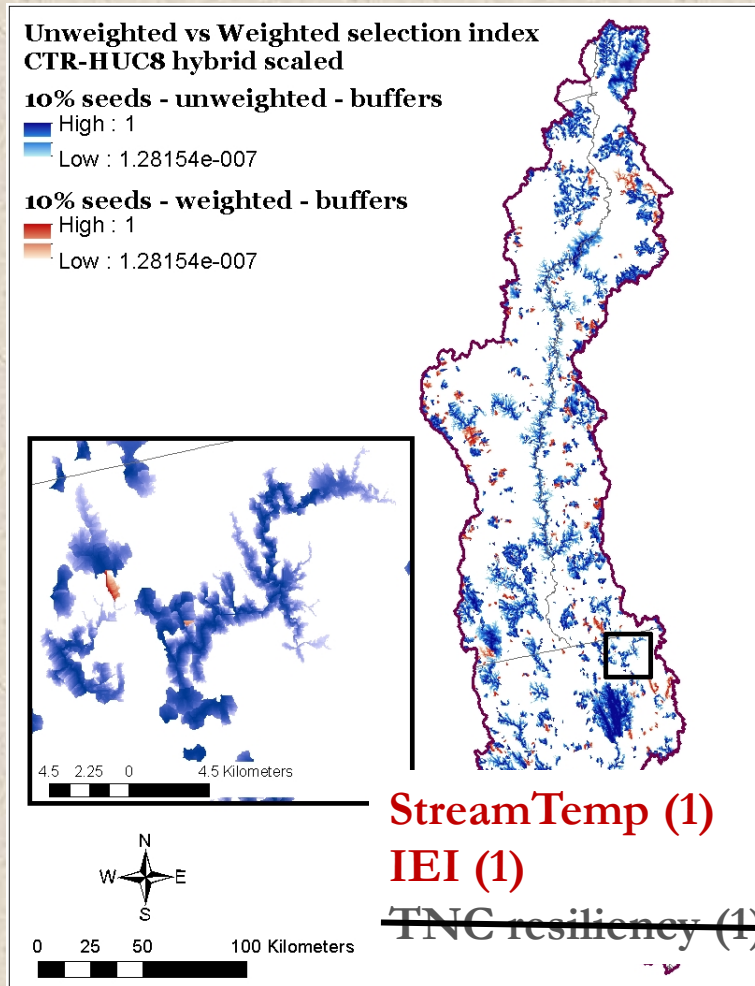 Unweighted vs Weighted selection index
CTR-HUC8 hybrid scaled
10% seeds - unweighted - buffers
High : 1
Low : 1.28154e-007
10% seeds - weighted - buffers
High : 1
Low : 1.28154e-007
4.5 2.25 0 4.5 Kilometers
N
W E
S
0 25 50 100 Kilometers
StreamTemp (1)
IEI (1)
TNC resiliency (1)